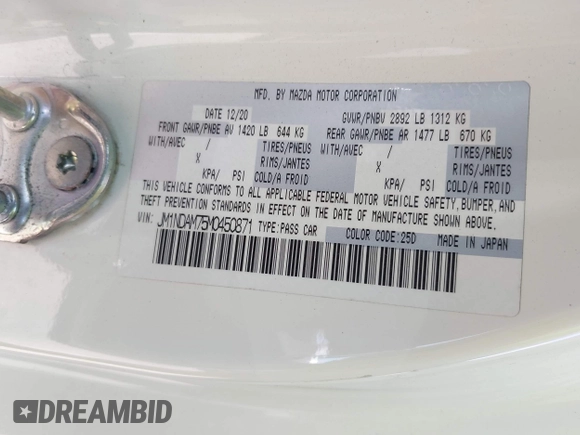 MFD. BY MAZDA MOTOR CORPORATION
DATE 12/20 GVWR/PNBV 2892 LB 1312 KG
FRONT GAWR/PNBE AV 1420 LB 644 KG REAR GAWR/PNBE AR 1477 LB 670 KG
WITH/AVEC / TIRES/PNEUS WITH/AVEC / TIRES/PNEUS
X RIMS/JANTES X RIMS/JANTES
KPA/ PSI COLD/A FROID KPA/ PSI COLD/A FROID
THIS VEHICLE CONFORMS TO ALL APPLICABLE FEDERAL MOTOR VEHICLE SAFETY, BUMPER, AND
THEFT PREVENTION STANDARDS IN EFFECT ON THE DATE OF MANUFACTURE SHOWN ABOVE.
VIN: JM1NDAM75M0450871 TYPE:PASS CAR
COLOR CODE:25D MADE IN JAPAN
DREAMBID